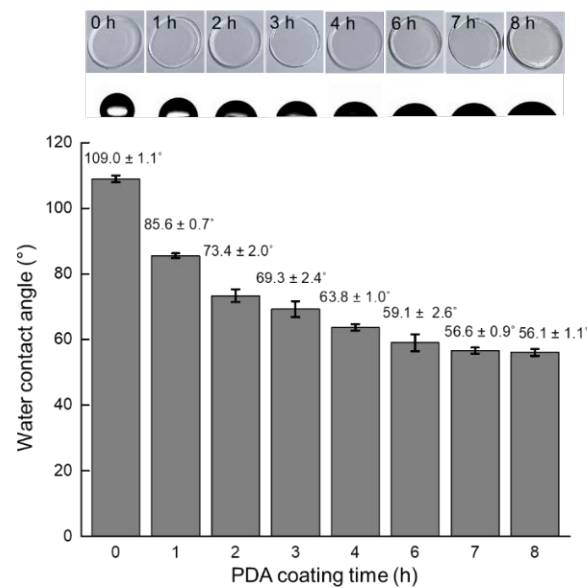 0 h 1 h 2 h 3 h 4 h 6 h 7 h 8 h
120
100
80
60
40
20
0
Water contact angle (°)
109.0 ± 1.1°
85.6 ± 0.7°
73.4 ± 2.0°
69.3 ± 2.4°
63.8 ± 1.0°
59.1 ± 2.6°
56.6 ± 0.9°
56.1 ± 1.1°
0 1 2 3 4 6 7 8
PDA coating time (h)